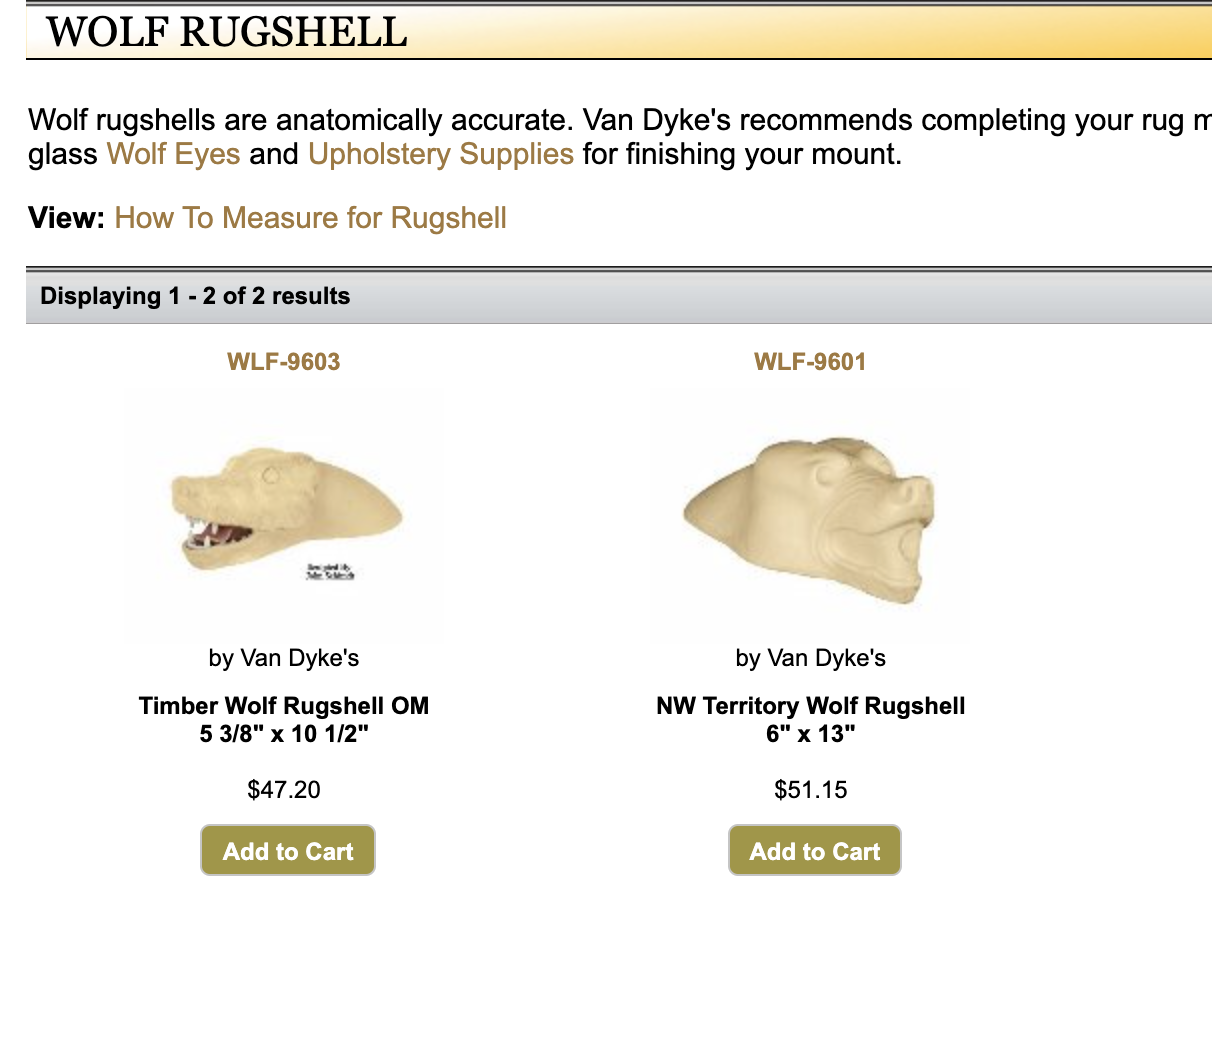 WOLF RUGSHELL
Wolf rugshells are anatomically accurate. Van Dyke's recommends completing your rug
glass Wolf Eyes and Upholstery Supplies for finishing your mount.
View: How To Measure for Rugshell
Displaying 1 - 2 of 2 results
WLF-9603
WLF-9601
by Van Dyke's
by Van Dyke's
Timber Wolf Rugshell OM
5 3/8" x 10 1/2"
NW Territory Wolf Rugshell
6" x 13"
$47.20
$51.15
Add to Cart
Add to Cart